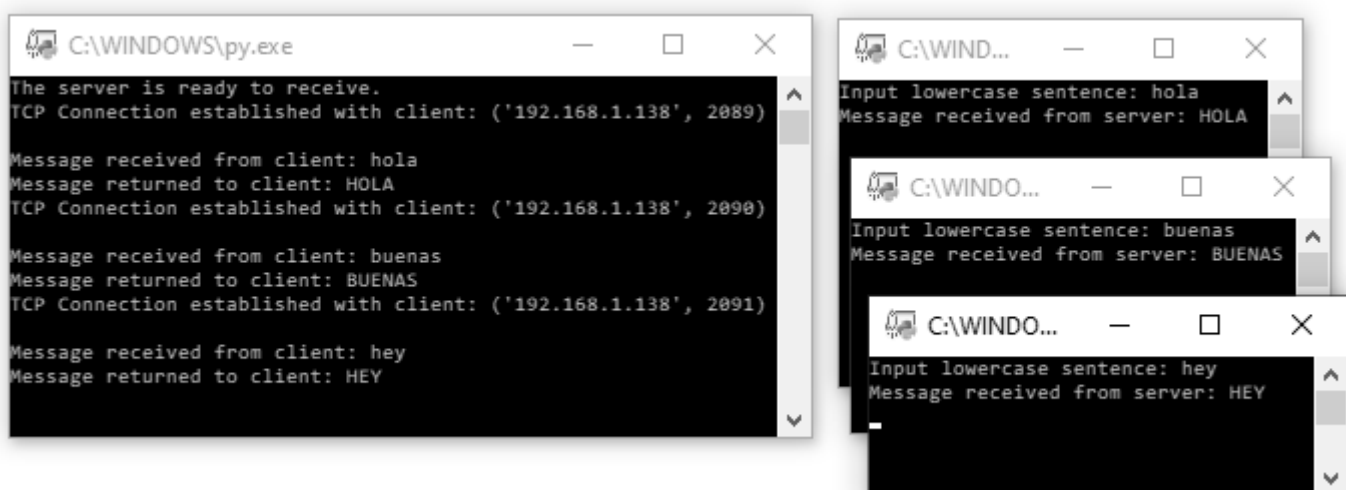 C:\WINDOWS\py.exe
The server is ready to receive.
TCP Connection established with client: ('192.168.1.138', 2089)
Message received from client: hola
Message returned to client: HOLA
TCP Connection established with client: ('192.168.1.138', 2090)
Message received from client: buenas
Message returned to client: BUENAS
TCP Connection established with client: ('192.168.1.138', 2091)
Message received from client: hey
Message returned to client: HEY
C:\WIND...
Input lowercase sentence: hola
Message received from server: HOLA
C:\WINDO...
Input lowercase sentence: buenas
Message received from server: BUENAS
C:\WINDO...
Input lowercase sentence: hey
Message received from server: HEY